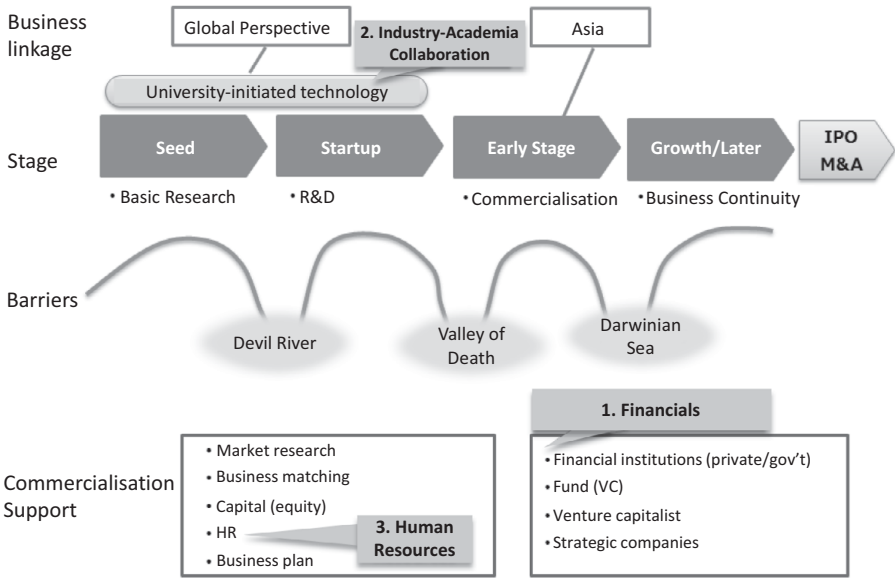 Business
linkage
Global Perspective
2. Industry-Academia
Collaboration
Asia
University-initiated technology
Stage
Seed
Startup
Early Stage
Growth/Later
IPO
M&A
• Basic Research
• R&D
• Commercialisation
• Business Continuity
Barriers
Devil River
Valley of
Death
Darwinian
Sea
Commercialisation
Support
• Market research
• Business matching
• Capital (equity)
• HR
• Business plan
3. Human
Resources
1. Financials
• Financial institutions (private/gov’t)
• Fund (VC)
• Venture capitalist
• Strategic companies